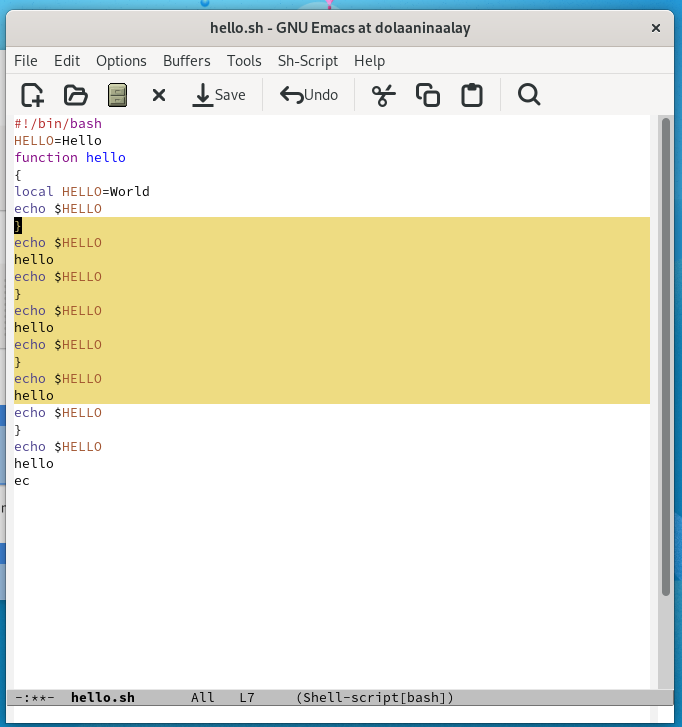 hello.sh - GNU Emacs at dolaaninaalay
File Edit Options Buffers Tools Sh-Script Help
Save Undo
#!/bin/bash
HELLO=Hello
function hello
{
local HELLO=World
echo $HELLO
}
echo $HELLO
hello
echo $HELLO
}
echo $HELLO
hello
echo $HELLO
}
echo $HELLO
hello
echo $HELLO
}
echo $HELLO
hello
ec
-:**- hello.sh All L7 (Shell-script[bash])